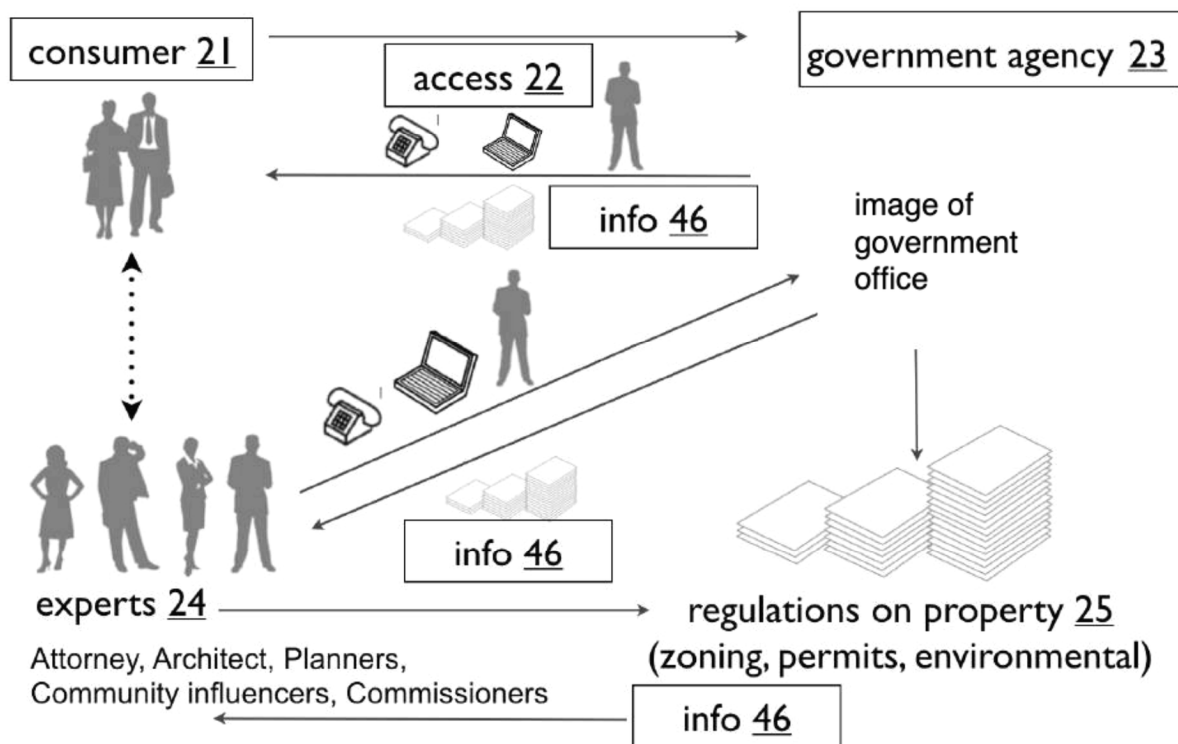 consumer 21
access 22
government agency 23
info 46
image of
government
office
info 46
experts 24
Attorney, Architect, Planners,
Community influencers, Commissioners
regulations on property 25
(zoning, permits, environmental)
info 46